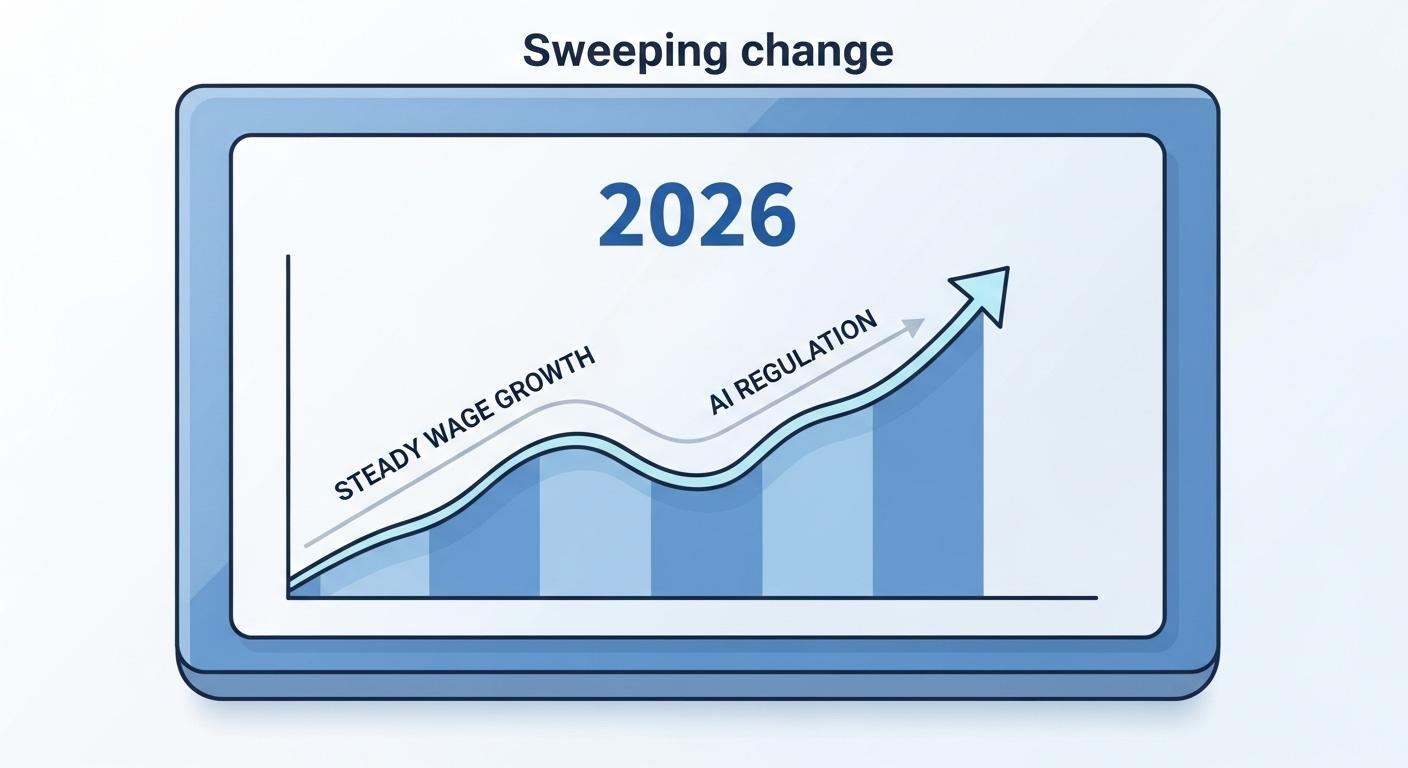 Sweeping change
2026
STEADY WAGE GROWTH
AI REGULATION